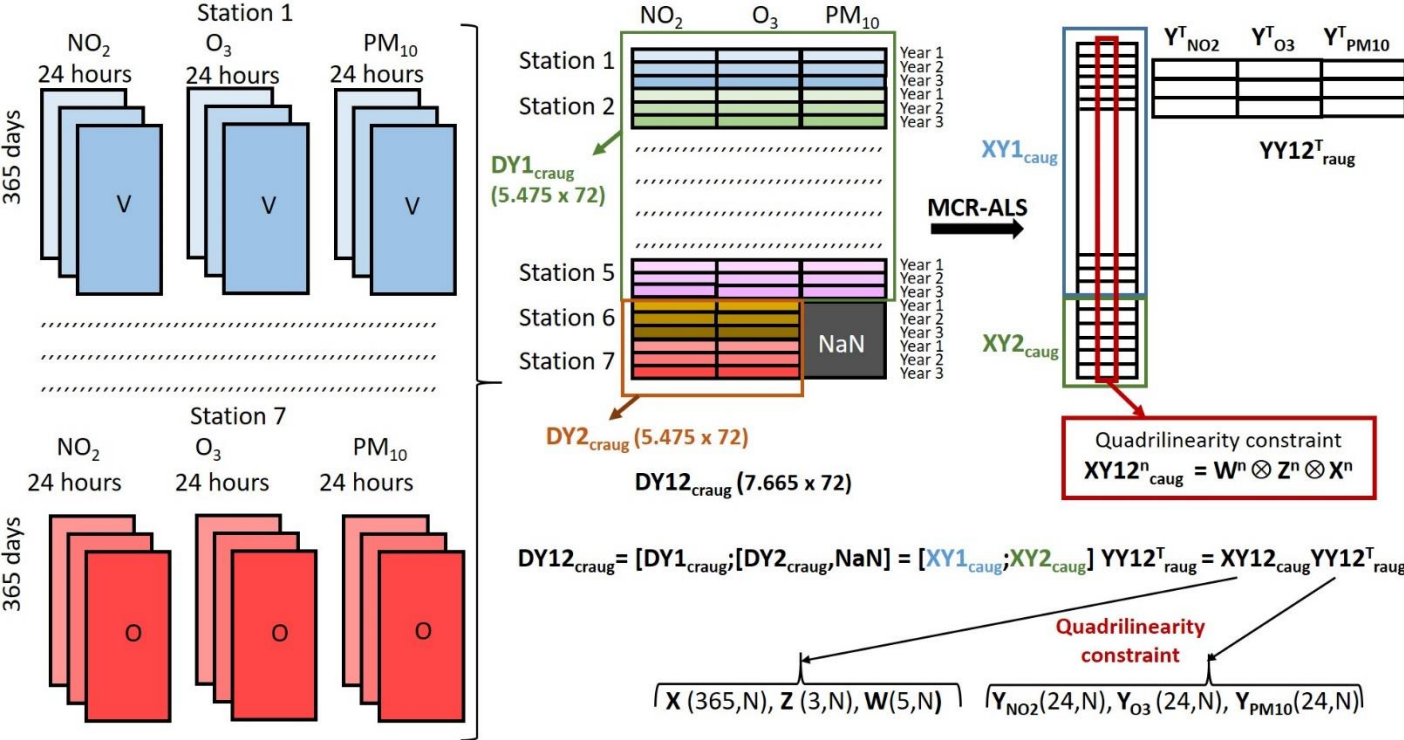 Station 1
NO2 O3 PM10
24 hours 24 hours 24 hours
365 days
V V V
Station 7
NO2 O3 PM10
24 hours 24 hours 24 hours
365 days
O O O
NO2 O3 PM10
Station 1
Year 1
Year 2
Year 3
Station 2
Year 1
Year 2
Year 3
DY1craug
(5.475 x 72)
Station 5
Year 1
Year 2
Year 3
Station 6
Year 1
Year 2
Year 3
Station 7
Year 1
Year 2
Year 3
NaN
DY2craug (5.475 x 72)
DY12craug (7.665 x 72)
MCR-ALS
YTNO2 YTO3 YTPM10
YY12Traug
XY1caug
XY2caug
Quadrilinearity constraint
XY12ncaug = Wn ⊗ Zn ⊗ Xn
DY12craug= [DY1craug;[DY2craug,NaN] = [XY1caug;XY2caug] YY12Traug = XY12caugYY12Traug
Quadrilinearity
constraint
X (365,N), Z (3,N), W(5,N)
YNO2(24,N), YO3 (24,N), YPM10(24,N)